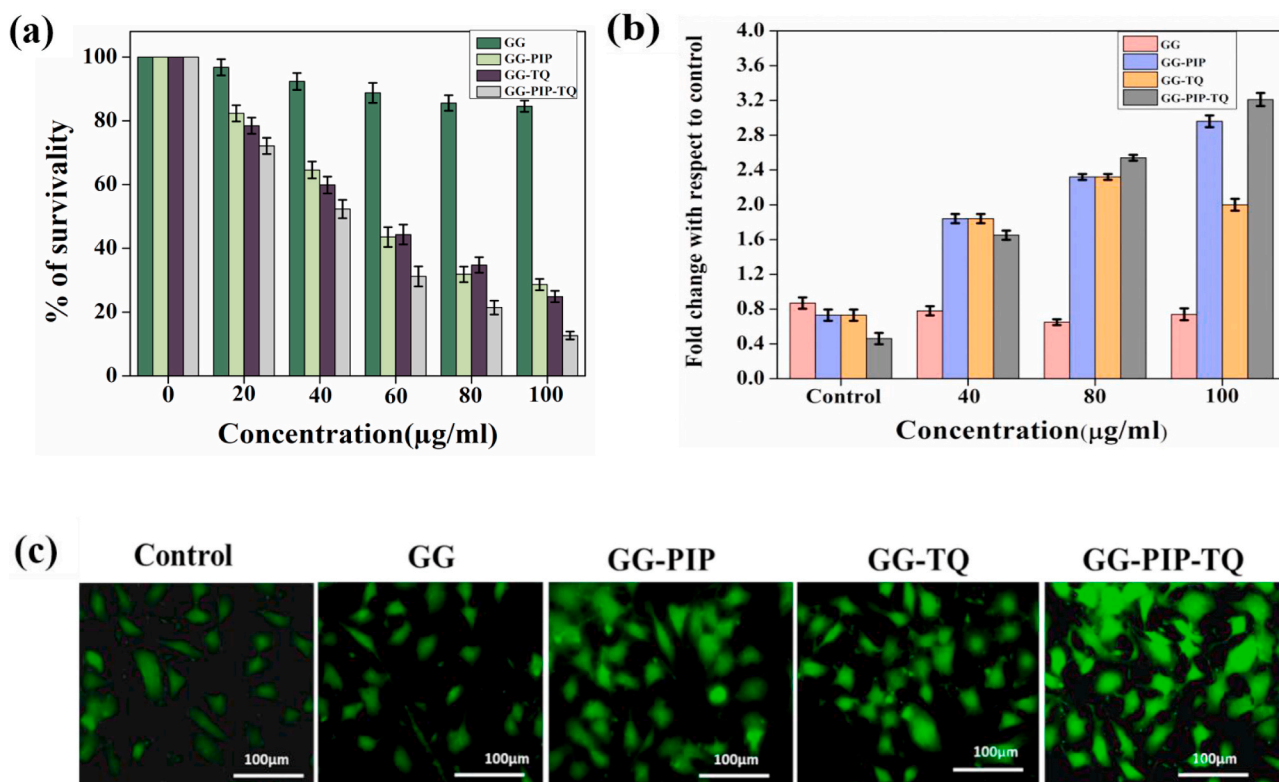 (a)
GG
GG-PIP
GG-TQ
GG-PIP-TQ
100
80
60
40
20
0
% of survivality
0 20 40 60 80 100
Concentration(μg/ml)
(b)
GG
GG-PIP
GG-TQ
GG-PIP-TQ
4.0
3.6
3.2
2.8
2.4
2.0
1.6
1.2
0.8
0.4
0.0
Fold change with respect to control
Control 40 80 100
Concentration(μg/ml)
(c)
Control GG GG-PIP GG-TQ GG-PIP-TQ
100μm 100μm 100μm 100μm 100μm